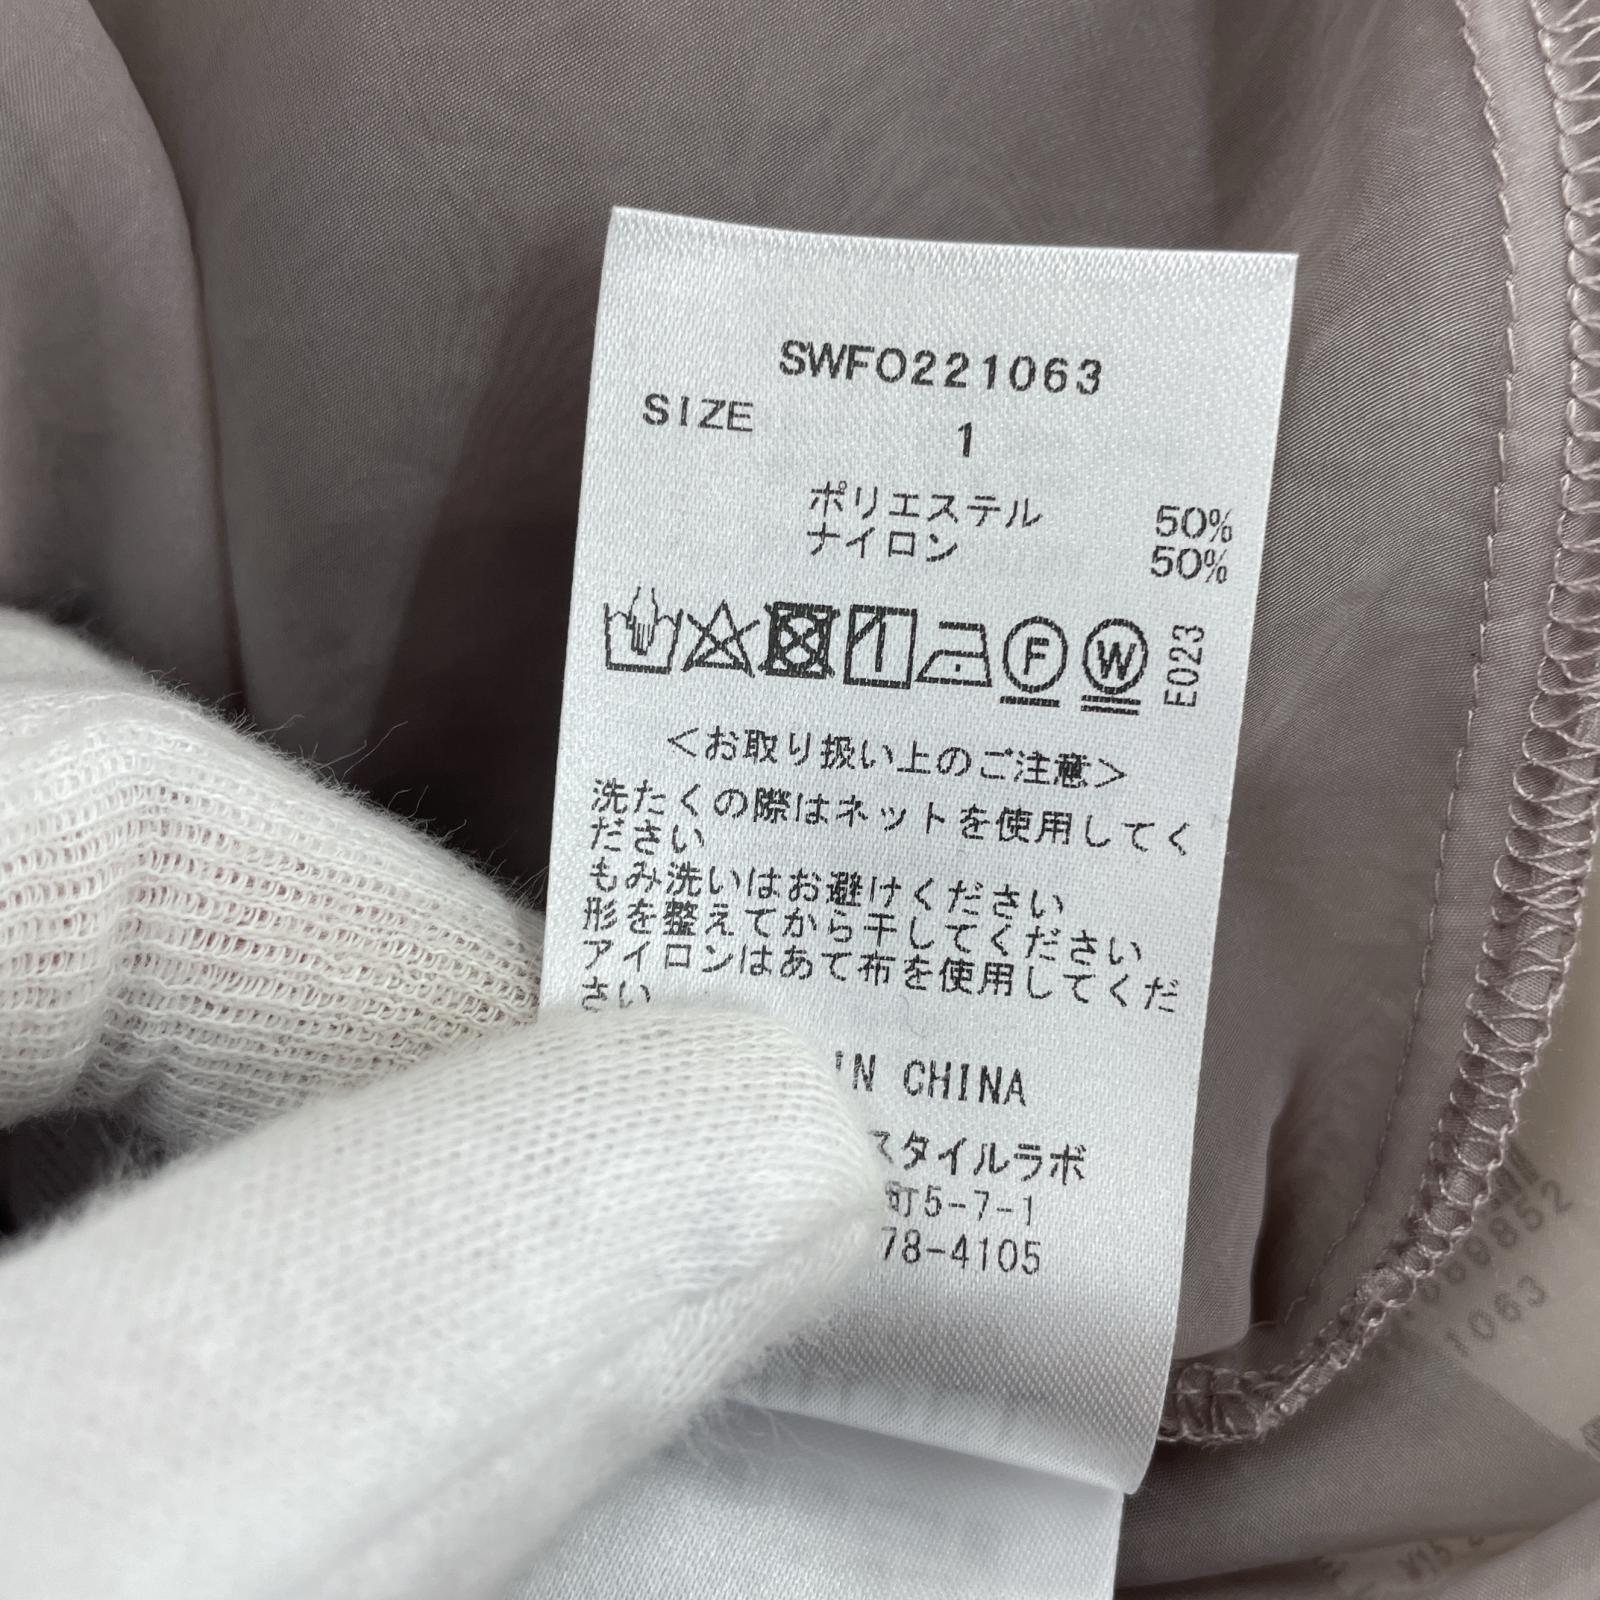 SWFO221063
SIZE 1
ポリエステル 50%
ナイロン 50%
F W E023
＜お取り扱い上のご注意＞
洗たくの際はネットを使用してく
ださい
もみ洗いはお避けください
形を整えてから干してください
アイロンはあて布を使用してくだ
さい
IN CHINA
スタイルラボ
町5-7-1
78-4105
9852
1063